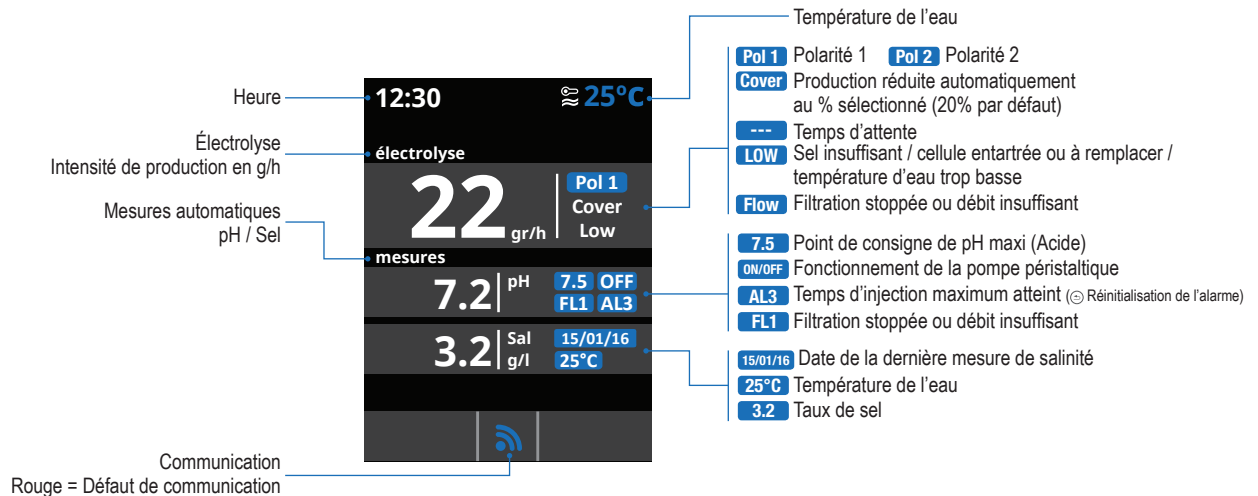 Température de l'eau
Heure
Électrolyse
Intensité de production en g/h
Mesures automatiques
pH / Sel
Communication
Rouge = Défaut de communication
12:30
25°C
électrolyse
22 gr/h
Pol 1
Cover
Low
mesures
7.2 pH
7.5 OFF
FL1 AL3
3.2 Sal g/l
15/01/16
25°C
Pol 1 Polarité 1 Pol 2 Polarité 2
Cover Production réduite automatiquement
au % sélectionné (20% par défaut)
--- Temps d'attente
LOW Sel insuffisant / cellule entartrée ou à remplacer /
température d'eau trop basse
Flow Filtration stoppée ou débit insuffisant
7.5 Point de consigne de pH maxi (Acide)
ON/OFF Fonctionnement de la pompe péristaltique
AL3 Temps d'injection maximum atteint (⊝ Réinitialisation de l'alarme)
FL1 Filtration stoppée ou débit insuffisant
15/01/16 Date de la dernière mesure de salinité
25°C Température de l'eau
3.2 Taux de sel